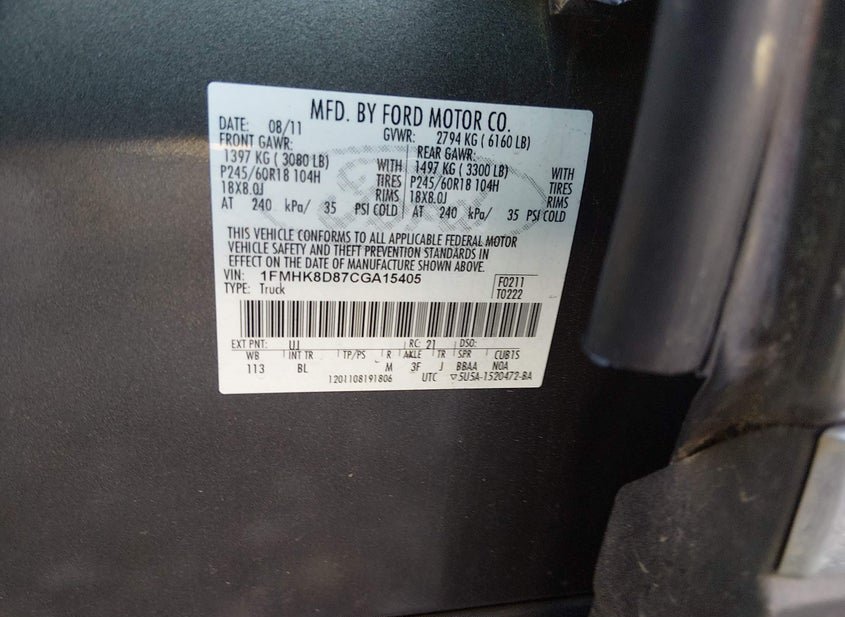 MFD. BY FORD MOTOR CO.
DATE: 08/11 GVWR: 2794 KG ( 6160 LB)
FRONT GAWR: REAR GAWR:
1397 KG ( 3080 LB) WITH 1497 KG ( 3300 LB) WITH
P245/60R18 104H TIRES P245/60R18 104H TIRES
18X8.0J RIMS 18X8.0J RIMS
AT 240 kPa/ 35 PSI COLD AT 240 kPa/ 35 PSI COLD
THIS VEHICLE CONFORMS TO ALL APPLICABLE FEDERAL MOTOR
VEHICLE SAFETY AND THEFT PREVENTION STANDARDS IN
EFFECT ON THE DATE OF MANUFACTURE SHOWN ABOVE.
VIN: 1FMHK8D87CGA15405 F0211
TYPE: Truck T0222
EXT PNT: UJ RC: 21 DSO:
WB INT TR TP/PS R AXLE TR SPR CUBTS
113 BL M 3F J BBAA NOA
1201108191806 UTC ▽5U5A-1520472-BA